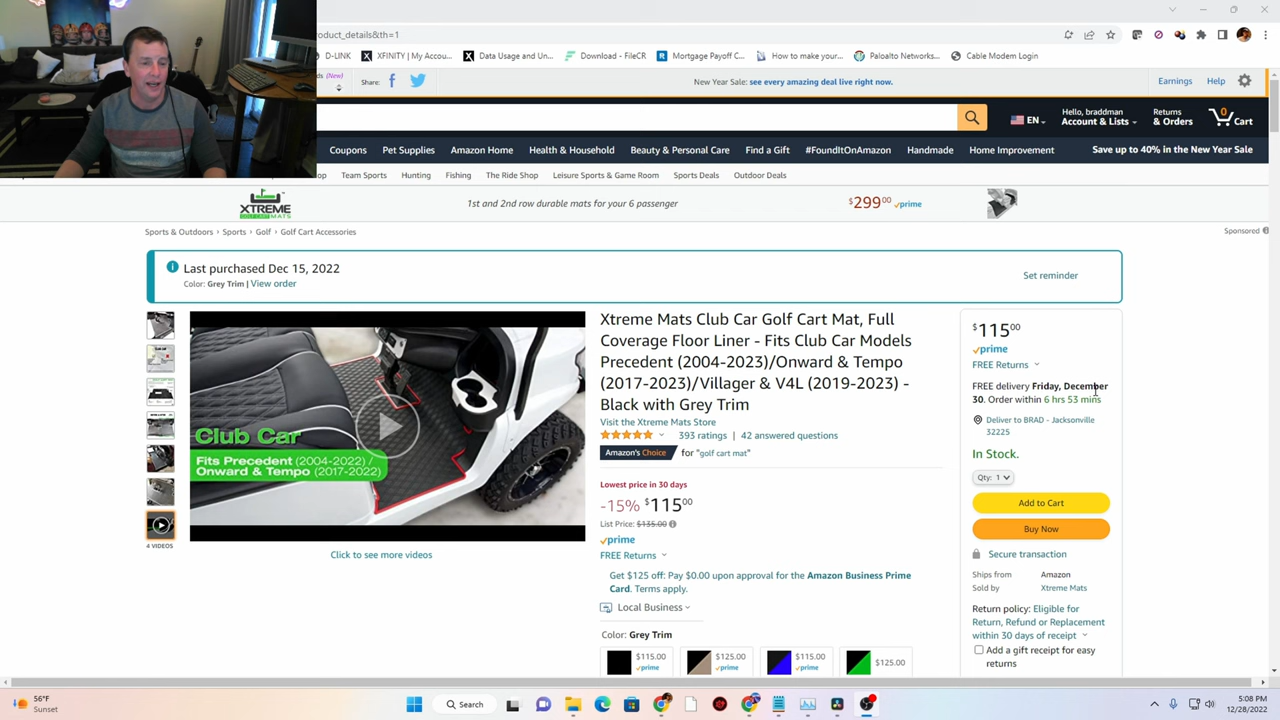 product_details&th=1
D-LINK
XFINITY | My Accou...
Data Usage and Un...
Download - FileCR
Mortgage Payoff C...
How to make your...
Paloalto Networks...
Cable Modem Login
(New)
Share:
New Year Sale: see every amazing deal live right now.
Earnings
Help
EN
Hello, braddman
Account & Lists
Returns
& Orders
0
Cart
Coupons
Pet Supplies
Amazon Home
Health & Household
Beauty & Personal Care
Find a Gift
#FoundItOnAmazon
Handmade
Home Improvement
Save up to 40% in the New Year Sale
Team Sports
Hunting
Fishing
The Ride Shop
Leisure Sports & Game Room
Sports Deals
Outdoor Deals
XTREME
GOLF CART MATS
1st and 2nd row durable mats for your 6 passenger
$299.00 prime
Sports & Outdoors › Sports › Golf › Golf Cart Accessories
Sponsored
Last purchased Dec 15, 2022
Color: Grey Trim | View order
Set reminder
Club Car
Fits Precedent (2004-2022)/
Onward & Tempo (2017-2022)
4 VIDEOS
Click to see more videos
Xtreme Mats Club Car Golf Cart Mat, Full
Coverage Floor Liner - Fits Club Car Models
Precedent (2004-2023)/Onward & Tempo
(2017-2023)/Villager & V4L (2019-2023) -
Black with Grey Trim
Visit the Xtreme Mats Store
393 ratings | 42 answered questions
Amazon's Choice for "golf cart mat"
Lowest price in 30 days
-15% $115.00
List Price: $135.00
prime
FREE Returns
Get $125 off: Pay $0.00 upon approval for the Amazon Business Prime
Card. Terms apply.
Local Business
Color: Grey Trim
$115.00
prime
$125.00
prime
$115.00
prime
$125.00
$115.00
prime
FREE Returns
FREE delivery Friday, December
30. Order within 6 hrs 53 mins
Deliver to BRAD - Jacksonville
32225
In Stock.
Qty: 1
Add to Cart
Buy Now
Secure transaction
Ships from Amazon
Sold by Xtreme Mats
Return policy: Eligible for
Return, Refund or Replacement
within 30 days of receipt
Add a gift receipt for easy
returns
56°F
Sunset
Search
5:08 PM
12/28/2022